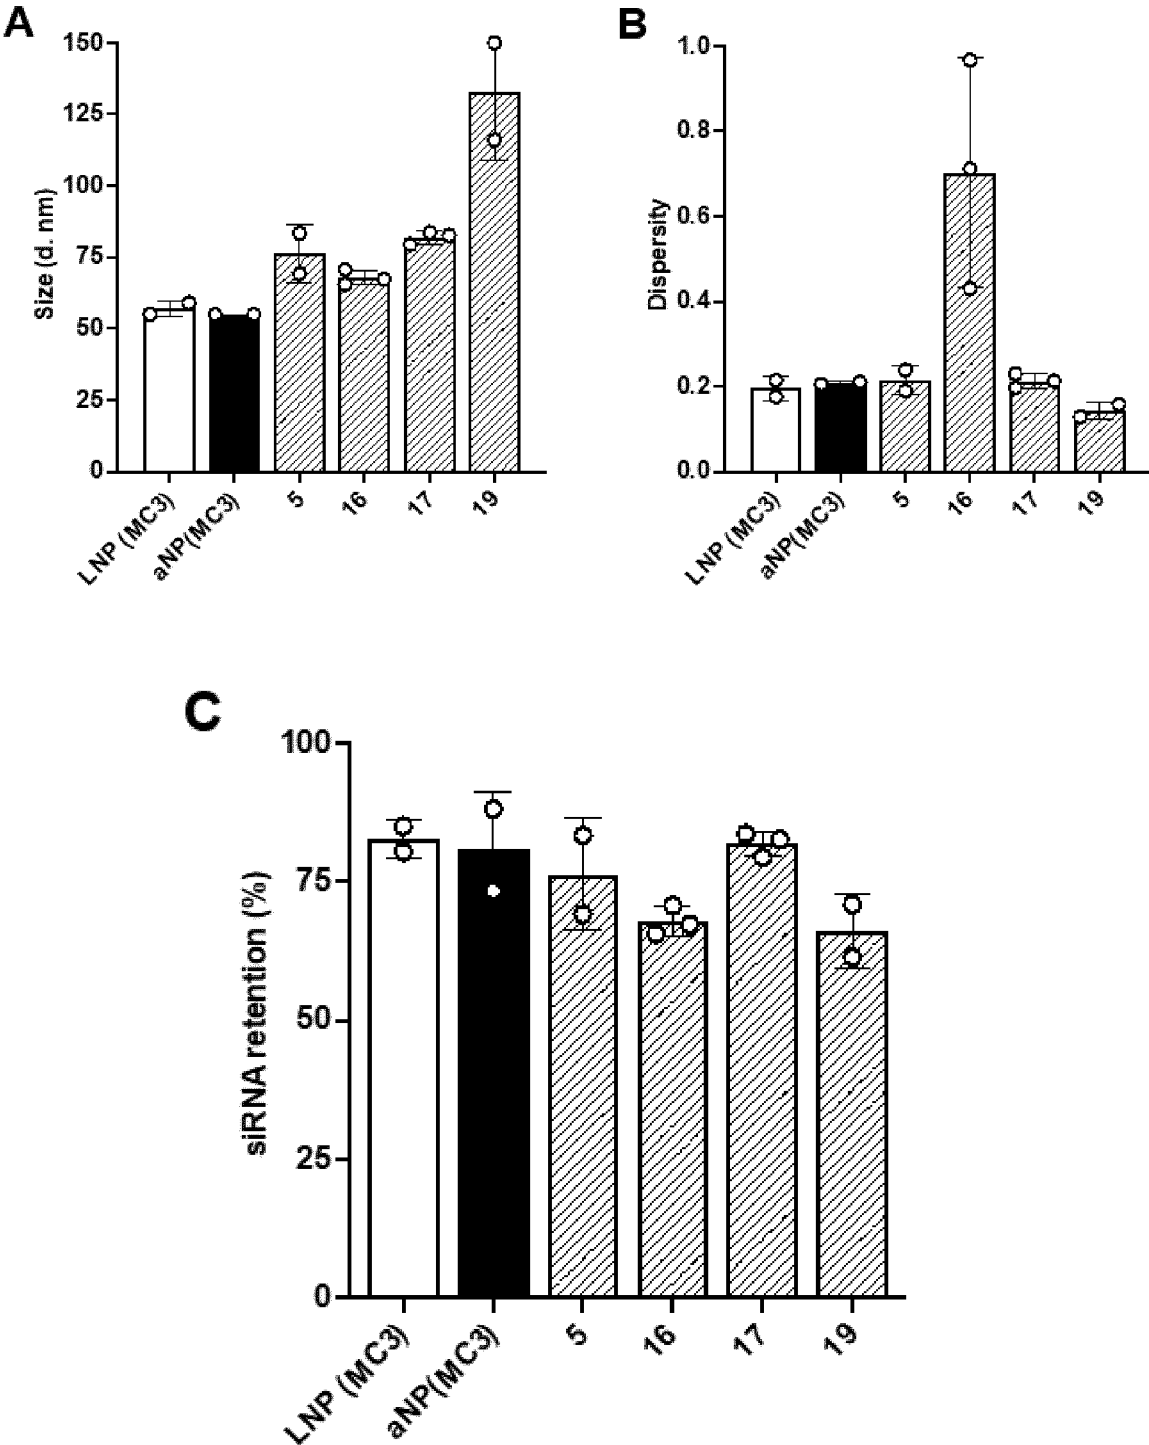 A
Size (d. nm)
150
125
100
75
50
25
0
LNP (MC3)
aNP(MC3)
5
16
17
19
B
Dispersity
1.0
0.8
0.6
0.4
0.2
0.0
LNP (MC3)
aNP(MC3)
5
16
17
19
C
siRNA retention (%)
100
75
50
25
0
LNP (MC3)
aNP(MC3)
5
16
17
19